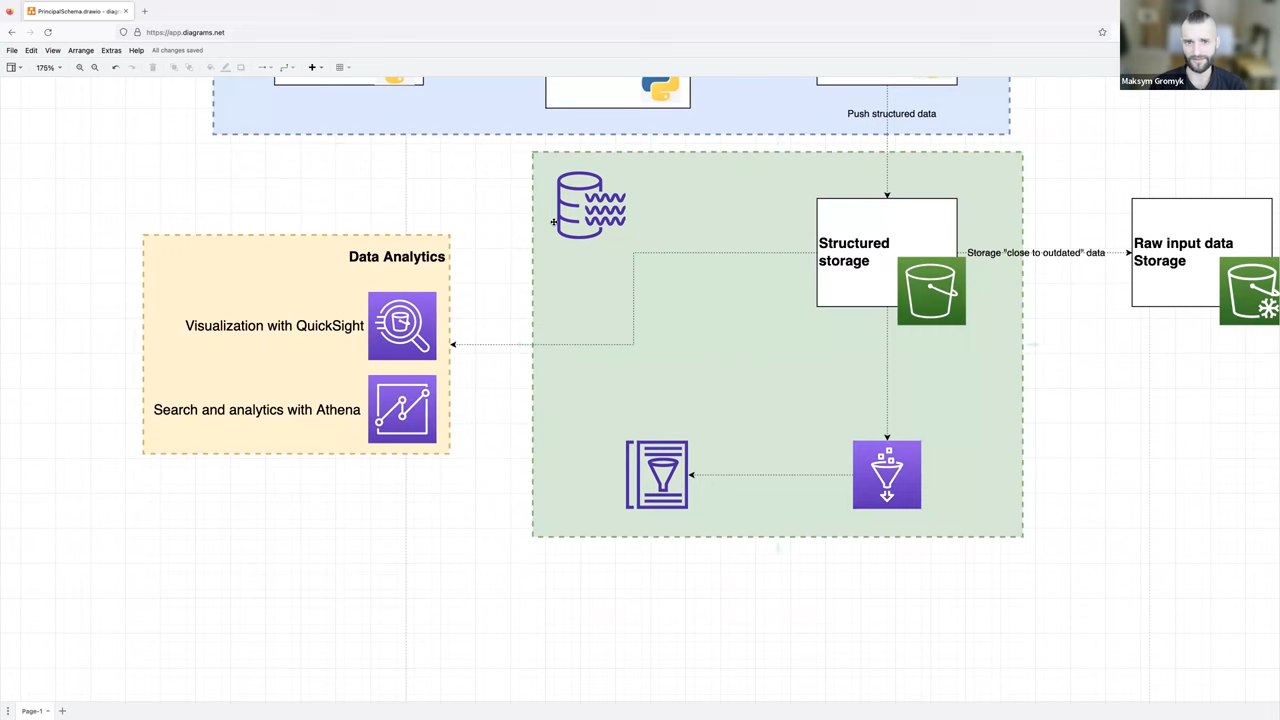 PrincipalSchema.drawio - diagr
https://app.diagrams.net
File Edit View Arrange Extras Help All changes saved
175%
Maksym Gromyk
Push structured data
Structured
storage
Storage "close to outdated" data
Raw input data
Storage
Data Analytics
Visualization with QuickSight
Search and analytics with Athena
Page-1